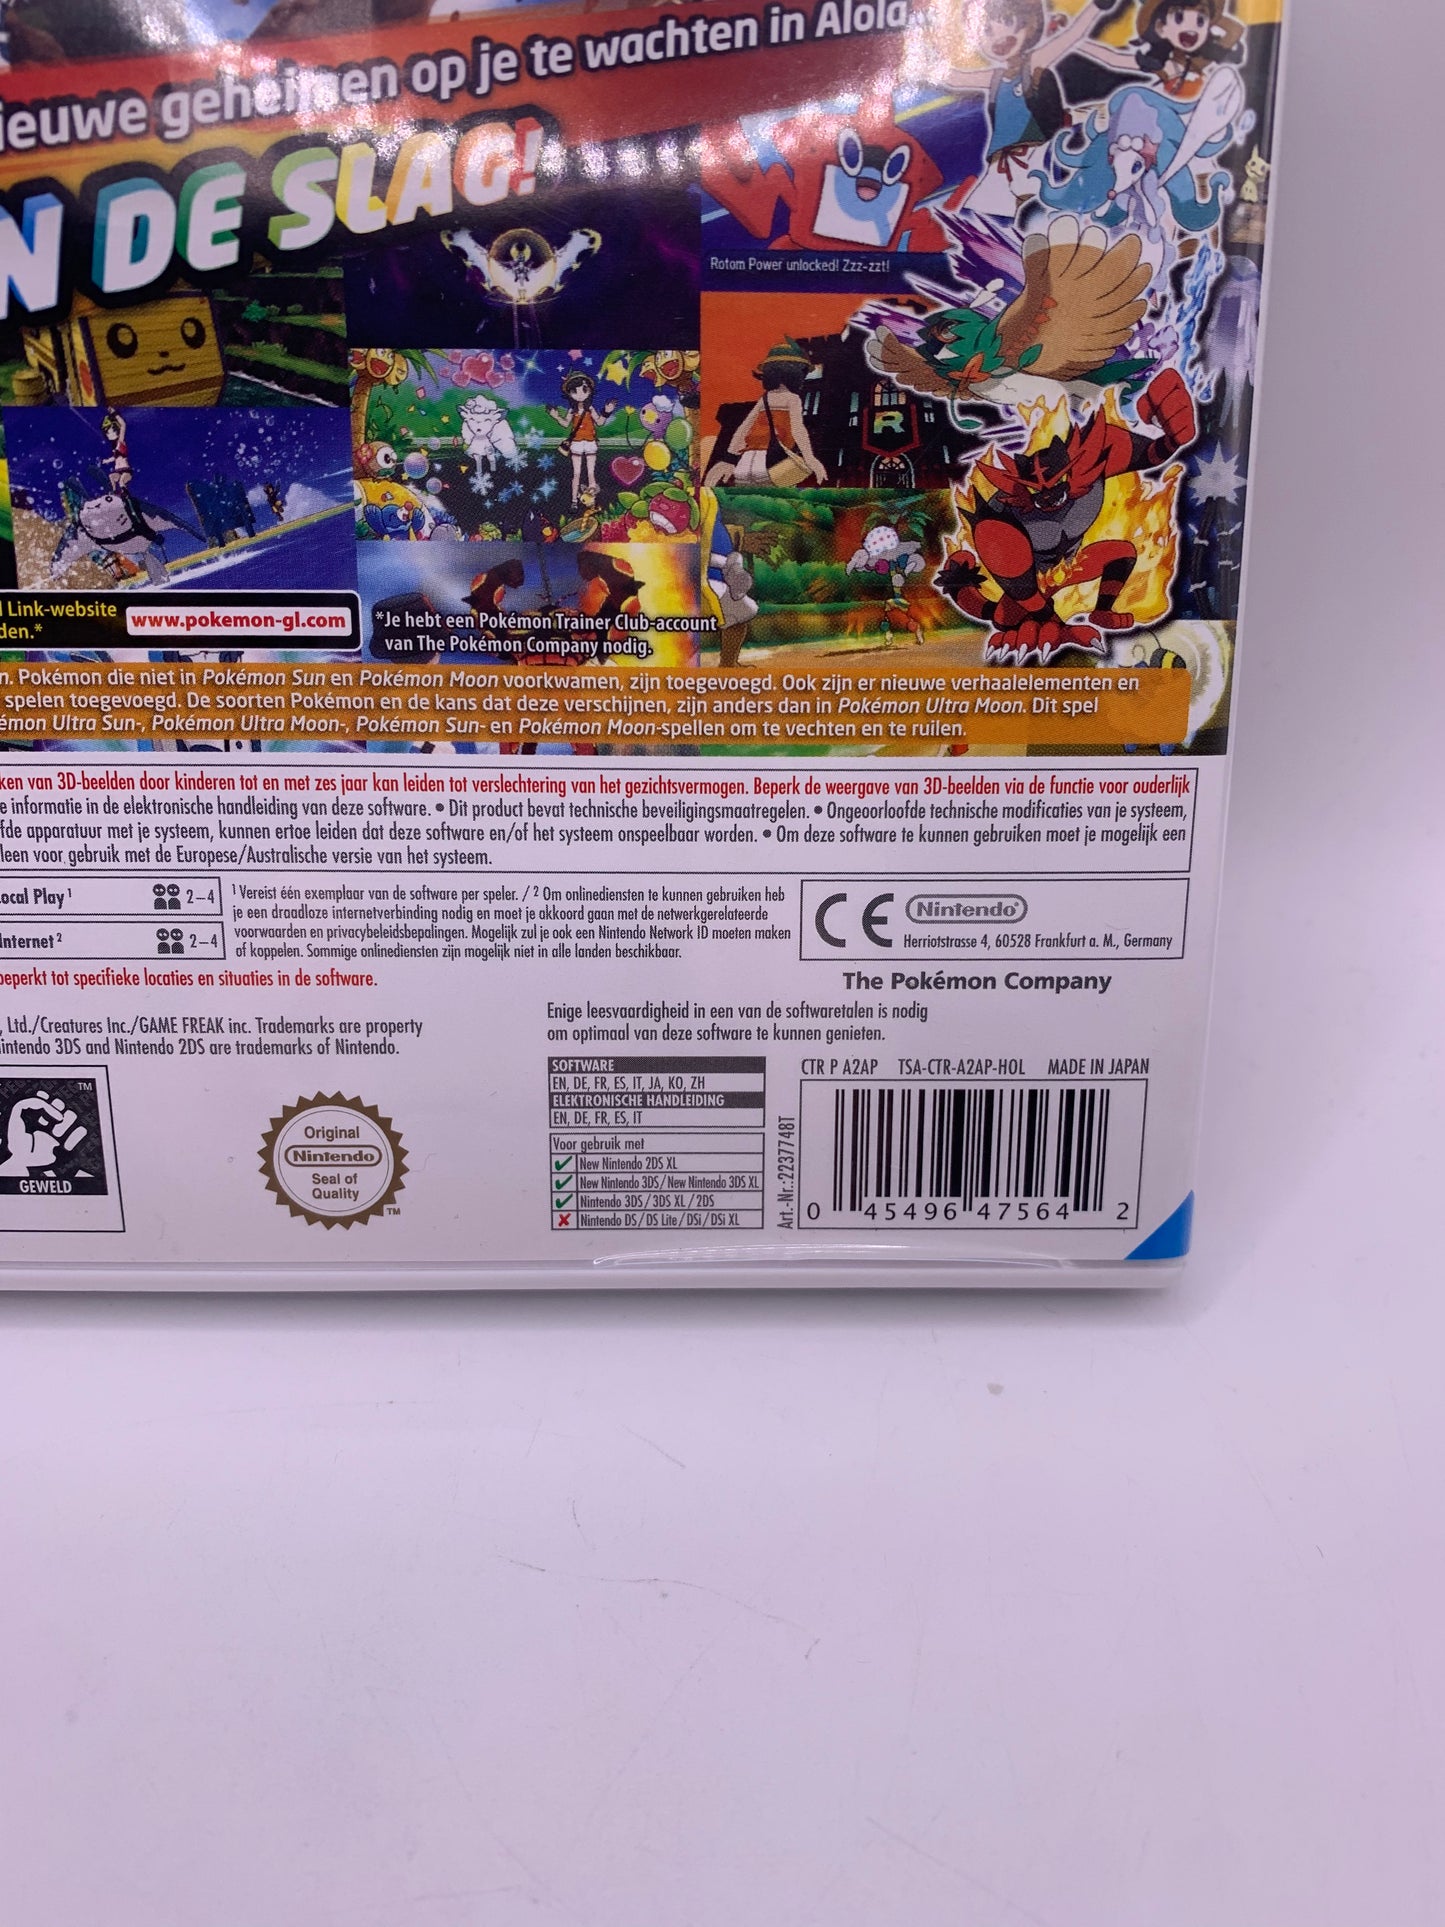 nieuwe geheimen op je te wachten in Alola
N DE SLAG!
Rotom Power unlocked! Zzz-zzt!
R
Link-website
den.*
www.pokemon-gl.com
*Je hebt een Pokémon Trainer Club-account
van The Pokémon Company nodig.
n. Pokémon die niet in Pokémon Sun en Pokémon Moon voorkwamen, zijn toegevoegd. Ook zijn er nieuwe verhaalelementen en
spelen toegevoegd. De soorten Pokémon en de kans dat deze verschijnen, zijn anders dan in Pokémon Ultra Moon. Dit spel
émon Ultra Sun-, Pokémon Ultra Moon-, Pokémon Sun- en Pokémon Moon-spellen om te vechten en te ruilen.
ken van 3D-beelden door kinderen tot en met zes jaar kan leiden tot verslechtering van het gezichtsvermogen. Beperk de weergave van 3D-beelden via de functie voor ouderlijk
e informatie in de elektronische handleiding van deze software. • Dit product bevat technische beveiligingsmaatregelen. • Ongeoorloofde technische modificaties van je systeem,
fde apparatuur met je systeem, kunnen ertoe leiden dat deze software en/of het systeem onspeelbaar worden. • Om deze software te kunnen gebruiken moet je mogelijk een
leen voor gebruik met de Europese/Australische versie van het systeem.
ocal Play¹ 2–4
nternet² 2–4
¹ Vereist één exemplaar van de software per speler. / ² Om onlinediensten te kunnen gebruiken heb
je een draadloze internetverbinding nodig en moet je akkoord gaan met de netwerkgerelateerde
voorwaarden en privacybeleidsbepalingen. Mogelijk zul je ook een Nintendo Network ID moeten maken
of koppelen. Sommige onlinediensten zijn mogelijk niet in alle landen beschikbaar.
CE Nintendo®
Herriotstrasse 4, 60528 Frankfurt a. M., Germany
beperkt tot specifieke locaties en situaties in de software.
The Pokémon Company
, Ltd./Creatures Inc./GAME FREAK inc. Trademarks are property
intendo 3DS and Nintendo 2DS are trademarks of Nintendo.
Enige leesvaardigheid in een van de softwaretalen is nodig
om optimaal van deze software te kunnen genieten.
TM
GEWELD
Original
Nintendo
Seal of
Quality
TM
SOFTWARE
EN, DE, FR, ES, IT, JA, KO, ZH
ELEKTRONISCHE HANDLEIDING
EN, DE, FR, ES, IT
Voor gebruik met
New Nintendo 2DS XL
New Nintendo 3DS/New Nintendo 3DS XL
Nintendo 3DS/3DS XL/2DS
Nintendo DS/DS Lite/DSi/DSi XL
Art.-Nr.:2237748T
CTR P A2AP TSA-CTR-A2AP-HOL MADE IN JAPAN
0 45496 47564 2